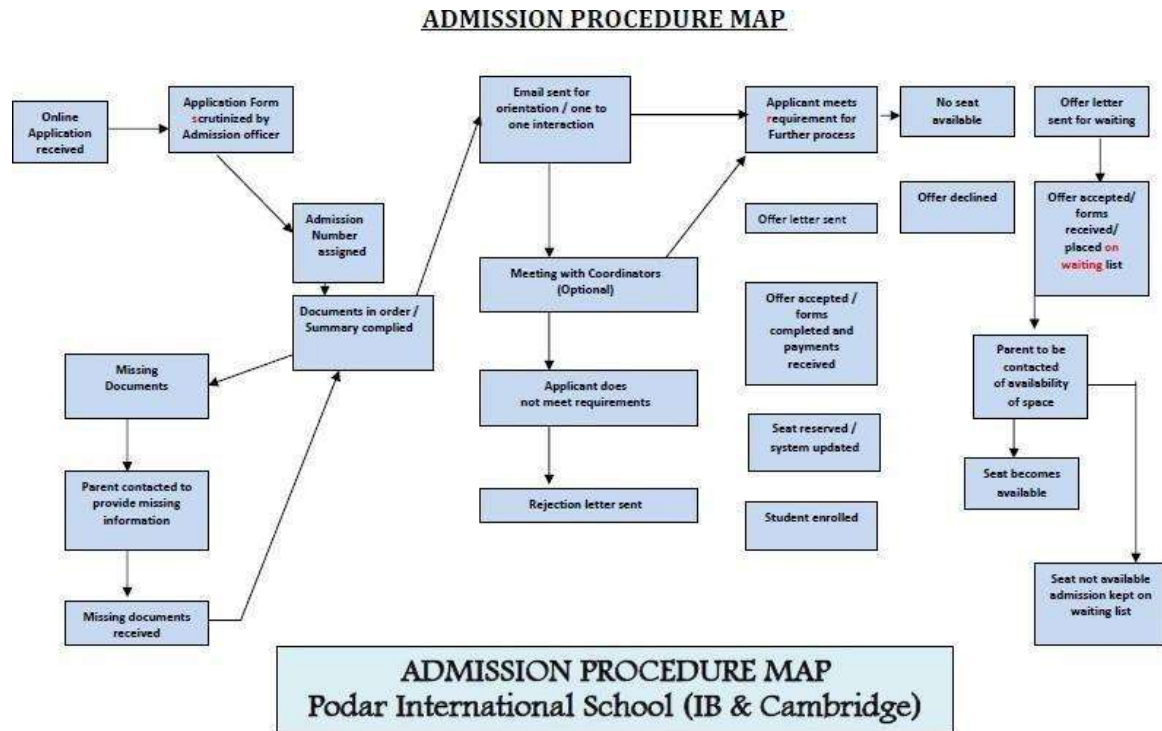 ADMISSION PROCEDURE MAP
Online
Application
received
Application Form
scrutinized by
Admission officer
Admission
Number
assigned
Documents in order /
Summary complied
Missing
Documents
Parent contacted to
provide missing
information
Missing documents
received
Email sent for
orientation / one to
one interaction
Meeting with Coordinators
(Optional)
Applicant does
not meet requirements
Rejection letter sent
Applicant meets
requirement for
Further process
Offer letter sent
Offer accepted /
forms
completed and
payments
received
Seat reserved /
system updated
Student enrolled
No seat
available
Offer declined
Offer letter
sent for waiting
Offer accepted/
forms
received/
placed on
waiting list
Parent to be
contacted
of availability
of space
Seat becomes
available
Seat not available
admission kept on
waiting list
ADMISSION PROCEDURE MAP
Podar International School (IB & Cambridge)